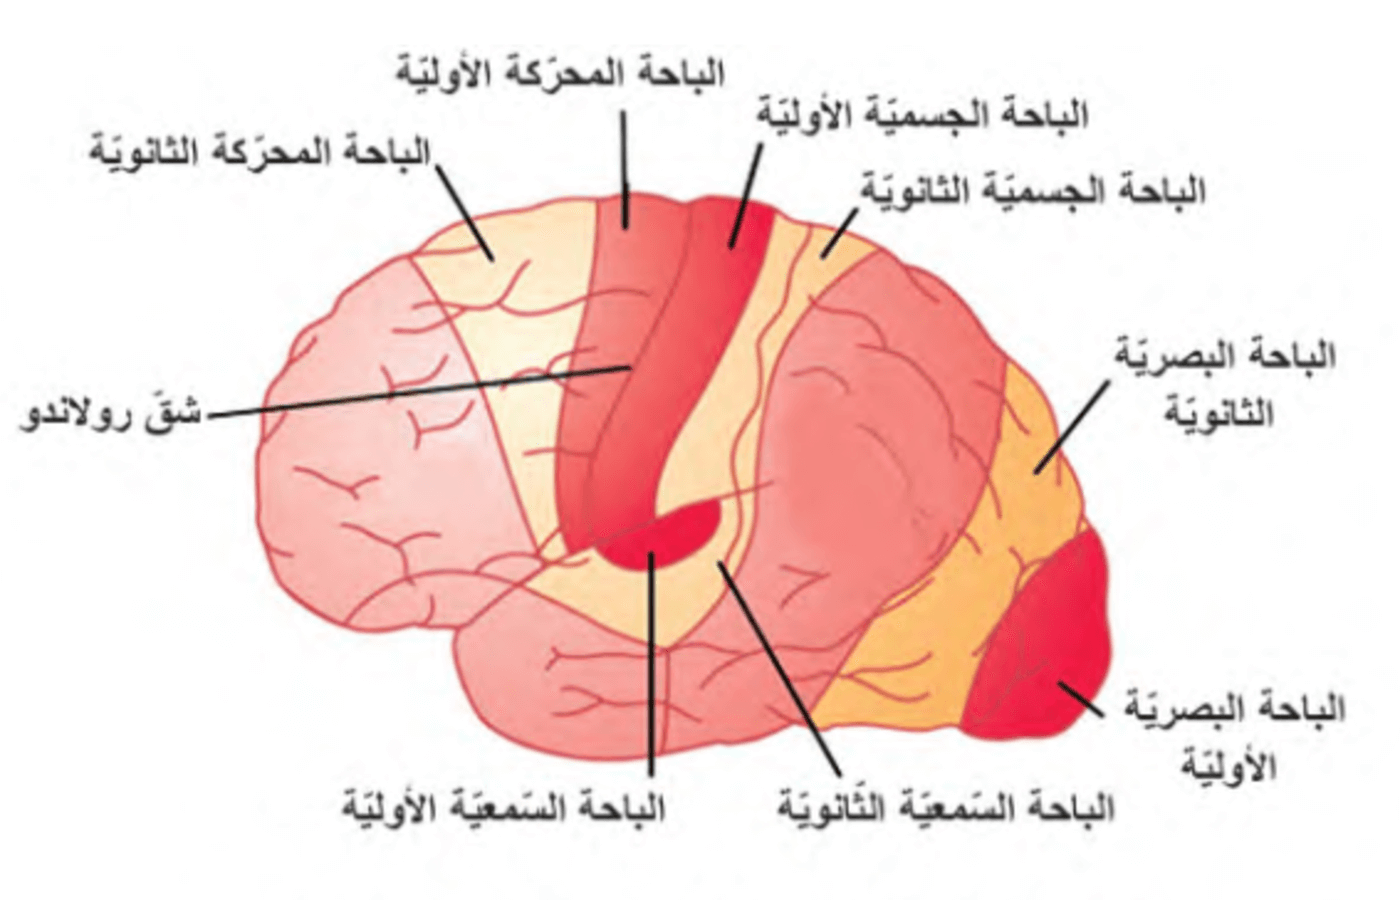 الباحة المحرّكة الأوليّة
الباحة الجسميّة الأوليّة
الباحة المحرّكة الثانويّة
الباحة الجسميّة الثانويّة
الباحة البصريّة
الثانويّة
شقّ رولاندو
الباحة البصريّة
الأوليّة
الباحة السّمعيّة الثّانويّة
الباحة السّمعيّة الأوليّة